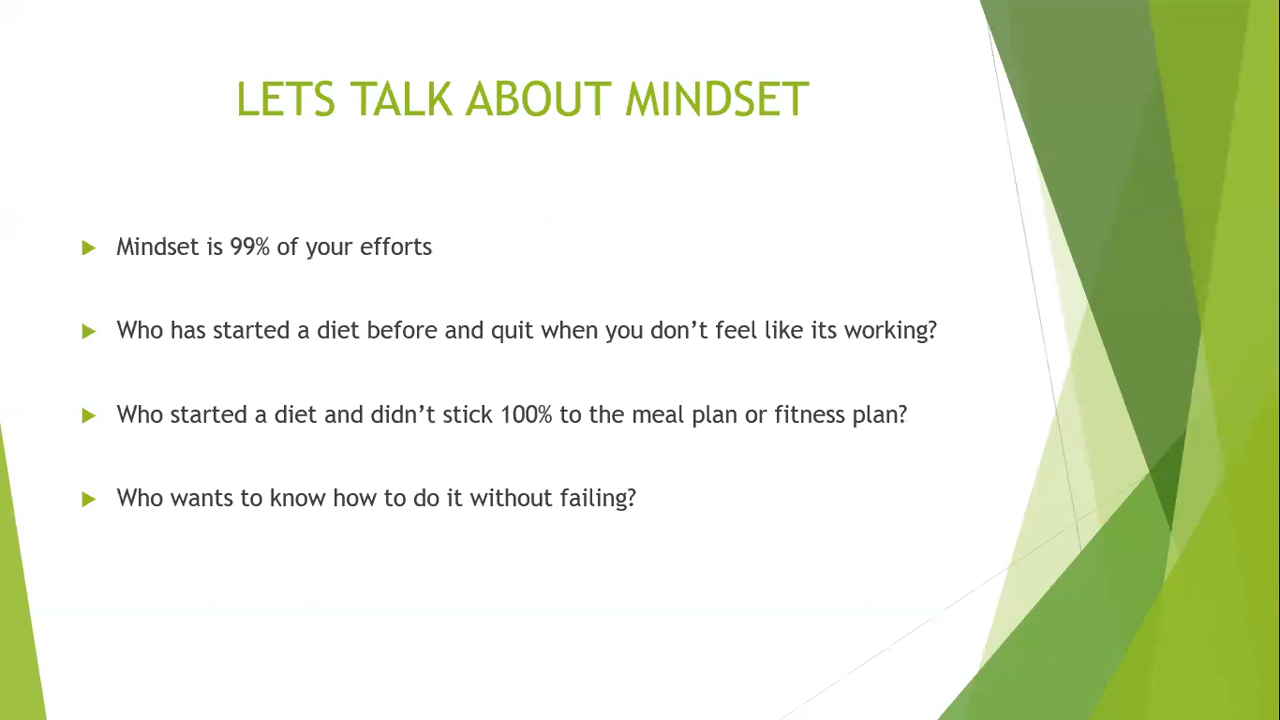 LETS TALK ABOUT MINDSET
Mindset is 99% of your efforts
Who has started a diet before and quit when you don’t feel like its working?
Who started a diet and didn’t stick 100% to the meal plan or fitness plan?
Who wants to know how to do it without failing?